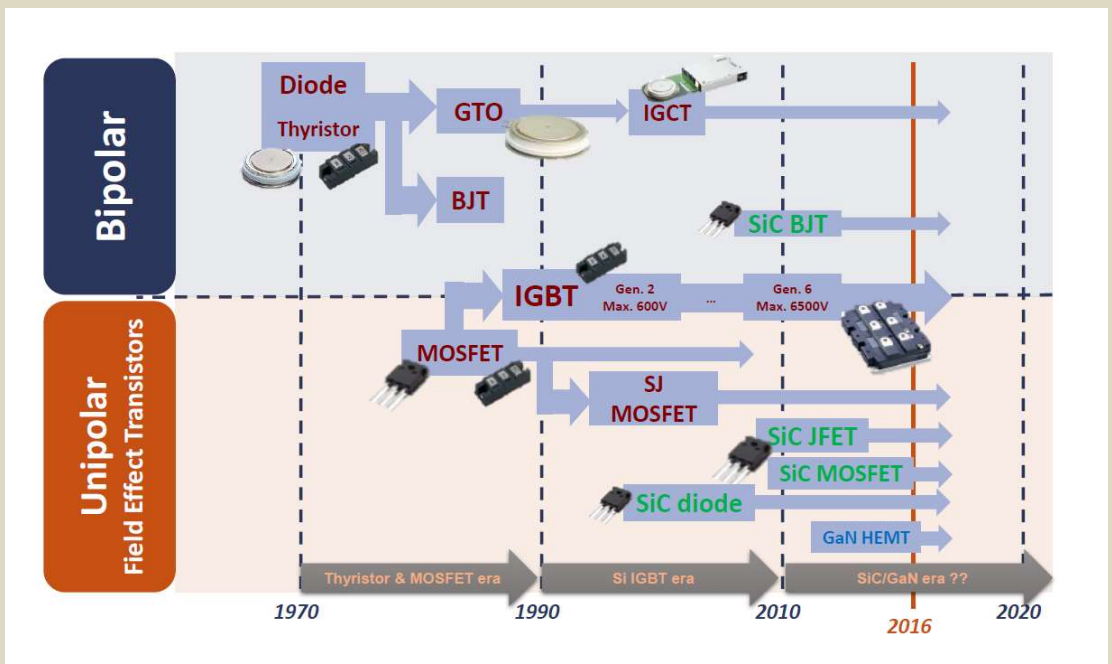 Bipolar
Diode
Thyristor
GTO
IGCT
BJT
SiC BJT
IGBT
Gen. 2
Max. 600V
...
Gen. 6
Max. 6500V
Unipolar
Field Effect Transistors
MOSFET
SJ
MOSFET
SiC JFET
SiC MOSFET
SiC diode
GaN HEMT
Thyristor & MOSFET era
Si IGBT era
SiC/GaN era ??
1970
1990
2010
2016
2020